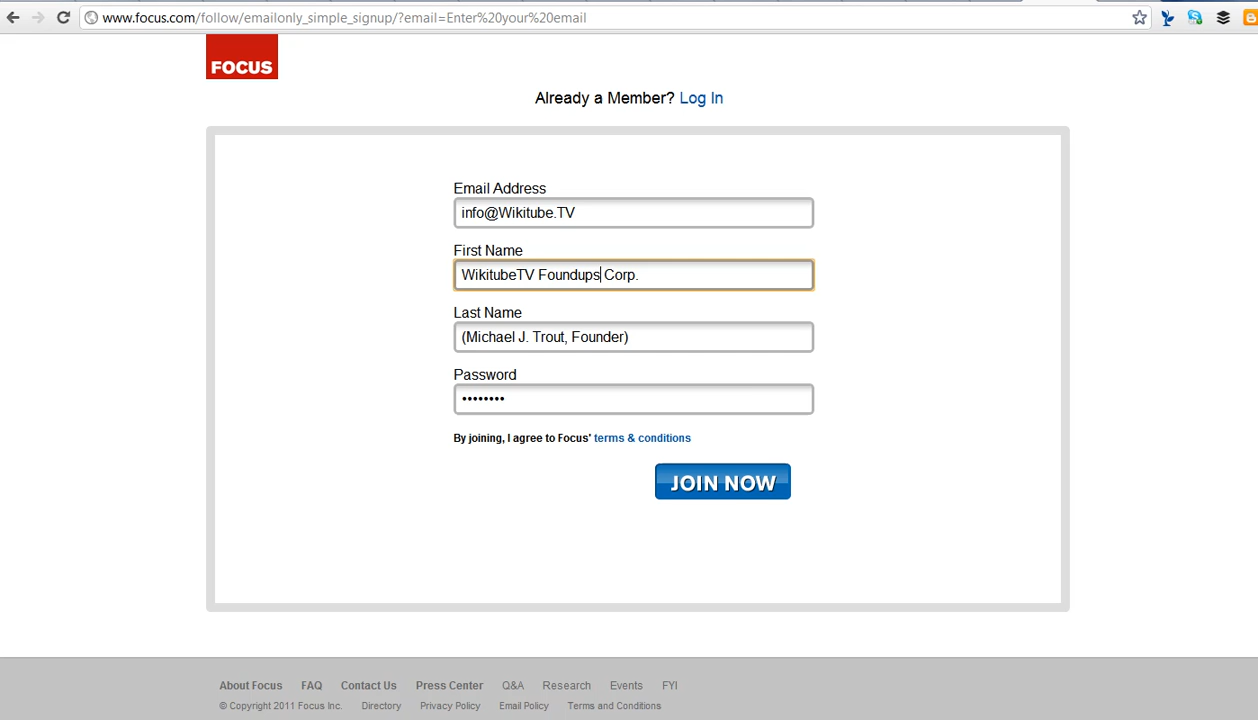 www.focus.com/follow/emailonly_simple_signup/?email=Enter%20your%20email
FOCUS
Already a Member? Log In
Email Address
info@Wikitube.TV
First Name
WikitubeTV Foundups Corp.
Last Name
(Michael J. Trout, Founder)
Password
••••••••
By joining, I agree to Focus' terms & conditions
JOIN NOW
About Focus FAQ Contact Us Press Center Q&A Research Events FYI
© Copyright 2011 Focus Inc. Directory Privacy Policy Email Policy Terms and Conditions